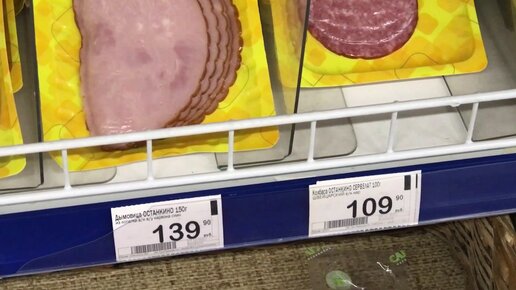 Дымовица ОСТАНКИНО 150г
139 90
руб.
Колбаса ОСТАНКИНО СЕРВЕЛАТ 100г
109 90
руб.